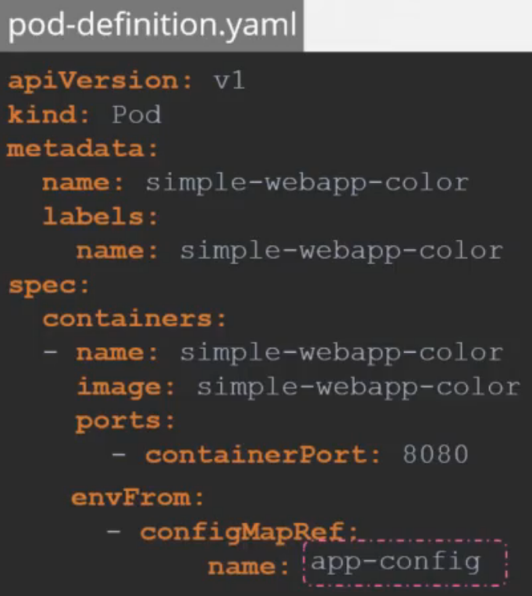 pod-definition.yaml
apiVersion: v1
kind: Pod
metadata:
  name: simple-webapp-color
  labels:
    name: simple-webapp-color
spec:
  containers:
  - name: simple-webapp-color
    image: simple-webapp-color
    ports:
      - containerPort: 8080
    envFrom:
      - configMapRef:
            name: app-config